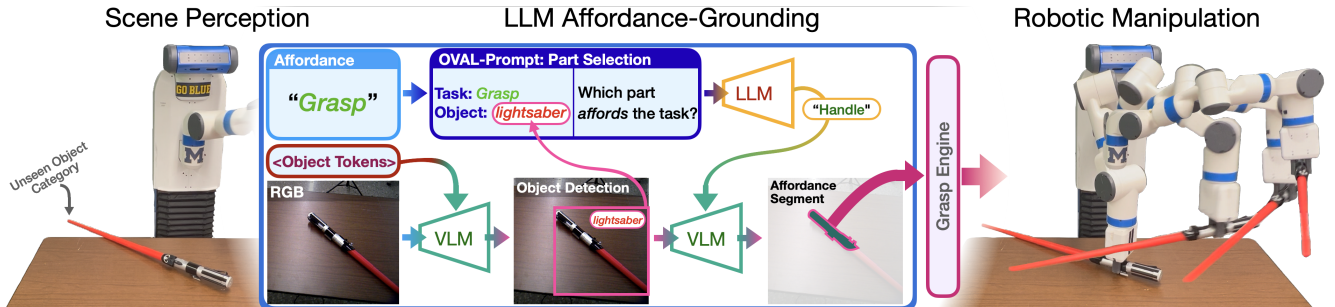 Scene Perception
LLM Affordance-Grounding
Robotic Manipulation
GO BLUE
M
Unseen Object
Category
Affordance
“Grasp”
OVAL-Prompt: Part Selection
Task: Grasp
Object: lightsaber
Which part
affords the task?
LLM
“Handle"
<Object Tokens>
RGB
VLM
Object Detection
lightsaber
VLM
Affordance
Segment
Grasp Engine
M